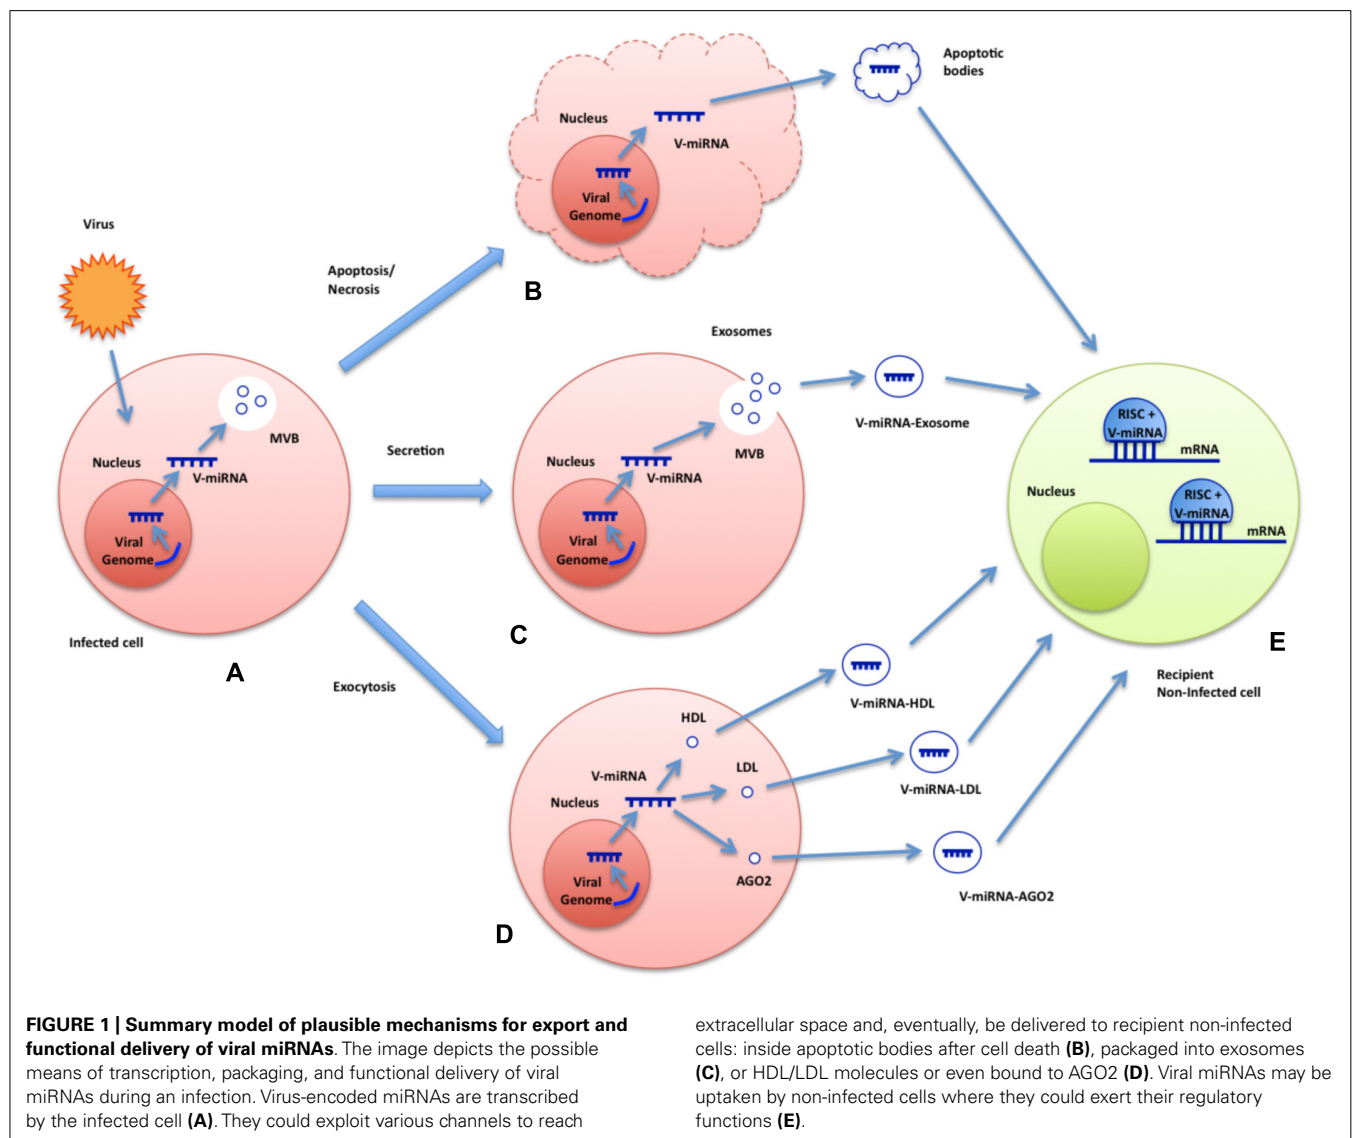 Apoptotic
bodies
Nucleus
V-miRNA
Viral
Genome
Virus
Apoptosis/
Necrosis
B
Exosomes
MVB
Nucleus
V-miRNA
Viral
Genome
Infected cell
A
Secretion
Nucleus
V-miRNA
MVB
Viral
Genome
C
V-miRNA-Exosome
RISC +
V-miRNA
mRNA
Nucleus
RISC +
V-miRNA
mRNA
E
Recipient
Non-Infected cell
Exocytosis
HDL
LDL
V-miRNA
Nucleus
AGO2
Viral
Genome
D
V-miRNA-HDL
V-miRNA-LDL
V-miRNA-AGO2
FIGURE 1 | Summary model of plausible mechanisms for export and
functional delivery of viral miRNAs. The image depicts the possible
means of transcription, packaging, and functional delivery of viral
miRNAs during an infection. Virus-encoded miRNAs are transcribed
by the infected cell (A). They could exploit various channels to reach
extracellular space and, eventually, be delivered to recipient non-infected
cells: inside apoptotic bodies after cell death (B), packaged into exosomes
(C), or HDL/LDL molecules or even bound to AGO2 (D). Viral miRNAs may be
uptaken by non-infected cells where they could exert their regulatory
functions (E).